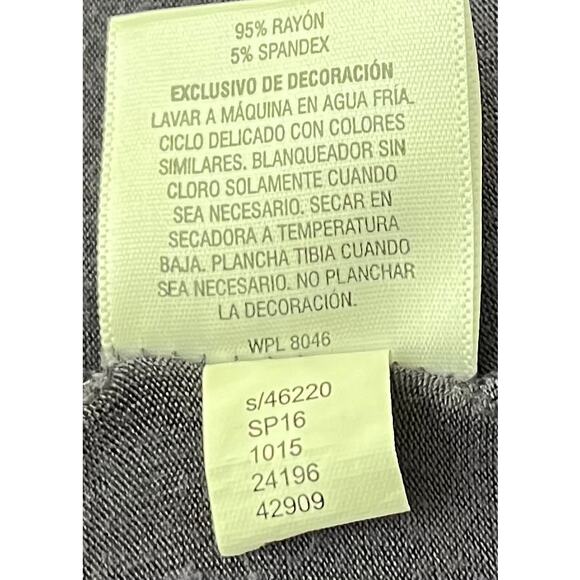 95% RAYÓN
5% SPANDEX
EXCLUSIVO DE DECORACIÓN
LAVAR A MÁQUINA EN AGUA FRÍA.
CICLO DELICADO CON COLORES
SIMILARES. BLANQUEADOR SIN
CLORO SOLAMENTE CUANDO
SEA NECESARIO. SECAR EN
SECADORA A TEMPERATURA
BAJA. PLANCHA TIBIA CUANDO
SEA NECESARIO. NO PLANCHAR
LA DECORACIÓN.
WPL 8046
s/46220
SP16
1015
24196
42909